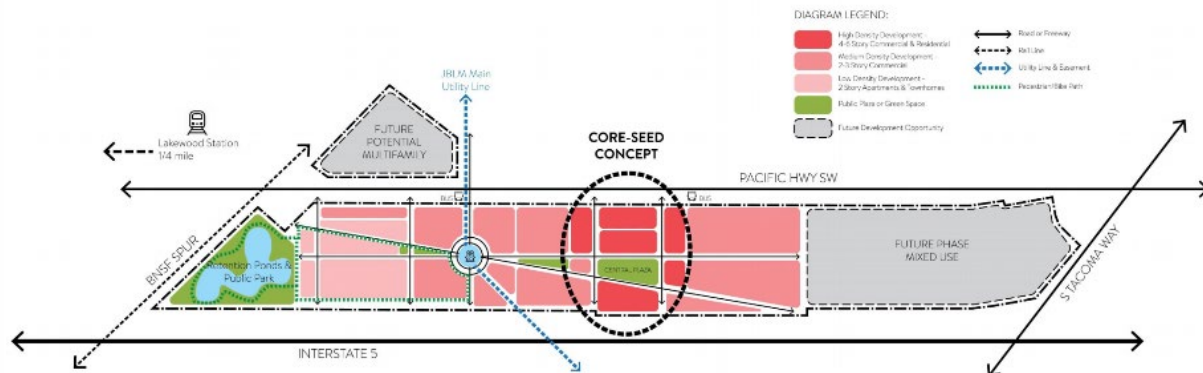 DIAGRAM LEGEND:
High Density Development -
4-6 Story Commercial & Residential
Medium Density Development -
2-3 Story Commercial
Low Density Development -
2 Story Apartments & Townhomes
Public Plaza or Green Space
Future Development Opportunity
Road or Freeway
Rail Line
Utility Line & Easement
Pedestrian/Bike Path
JBLM Main
Utility Line
Lakewood Station
1/4 mile
FUTURE
POTENTIAL
MULTIFAMILY
CORE-SEED
CONCEPT
PACIFIC HWY SW
BUS
BUS
BNSF SPUR
Retention Ponds &
Public Park
CENTRAL PLAZA
FUTURE PHASE
MIXED USE
S TACOMA WAY
INTERSTATE 5